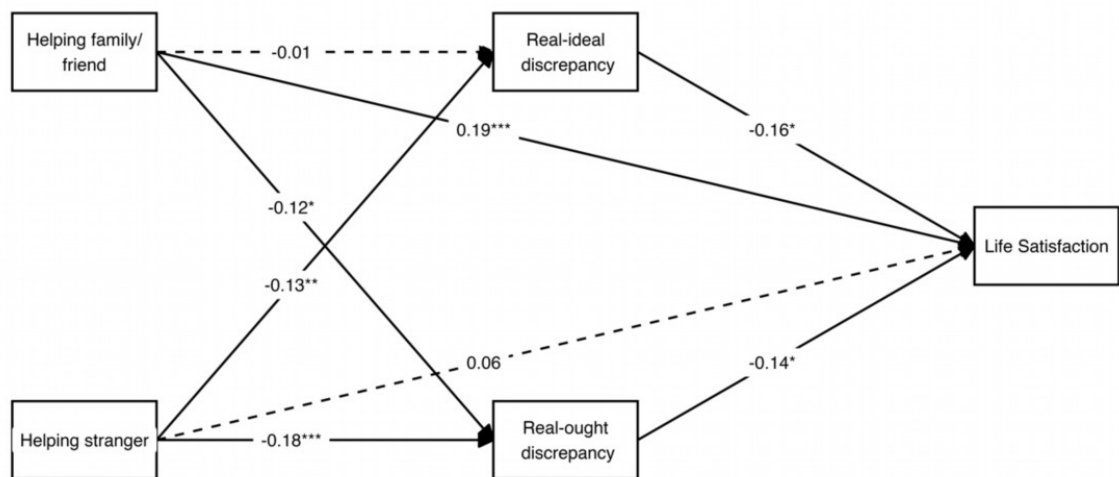 Helping family/
friend
-0.01
Real-ideal
discrepancy
0.19***
-0.16*
-0.12*
Life Satisfaction
-0.13**
0.06
-0.14*
Helping stranger
-0.18***
Real-ought
discrepancy